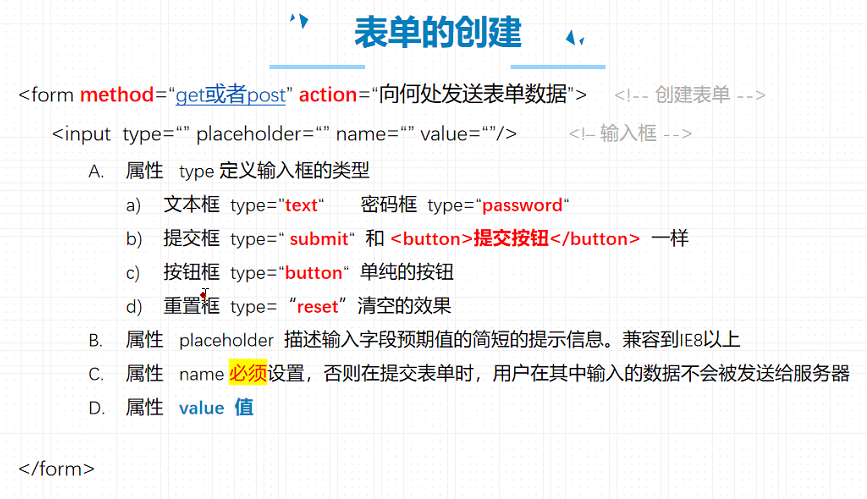 表单的创建
<form method=“get或者post” action=“向何处发送表单数据”> <!-- 创建表单 -->
<input type=“” placeholder=“” name=“” value=“”/> <!– 输入框 -->
A. 属性 type 定义输入框的类型
a) 文本框 type="text“ 密码框 type=“password“
b) 提交框 type=“ submit“ 和 <button>提交按钮</button> 一样
c) 按钮框 type="button“ 单纯的按钮
d) 重置框 type= “reset”清空的效果
B. 属性 placeholder 描述输入字段预期值的简短的提示信息。兼容到IE8以上
C. 属性 name 必须设置，否则在提交表单时，用户在其中输入的数据不会被发送给服务器
D. 属性 value 值
</form>